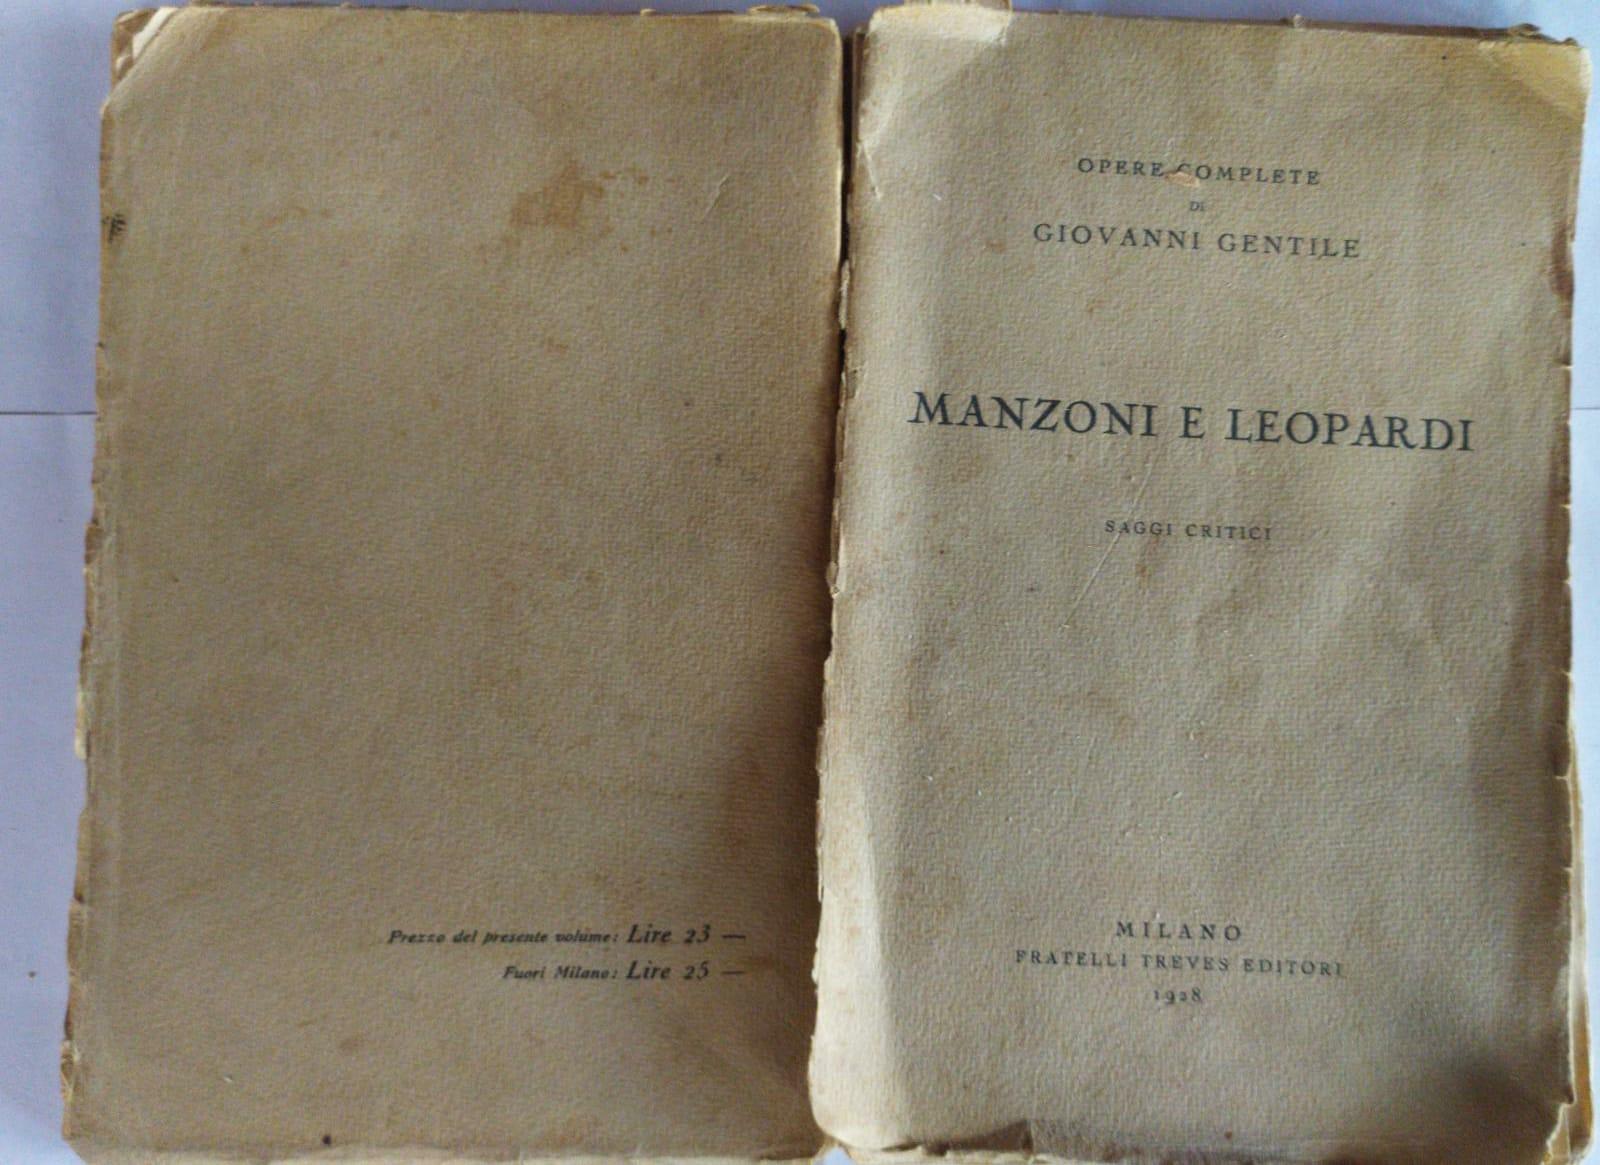 Prezzo del presente volume: Lire 23 —
Fuori Milano: Lire 25 —
OPERE COMPLETE
DI
GIOVANNI GENTILE
MANZONI E LEOPARDI
SAGGI CRITICI
MILANO
FRATELLI TREVES EDITORI
1928